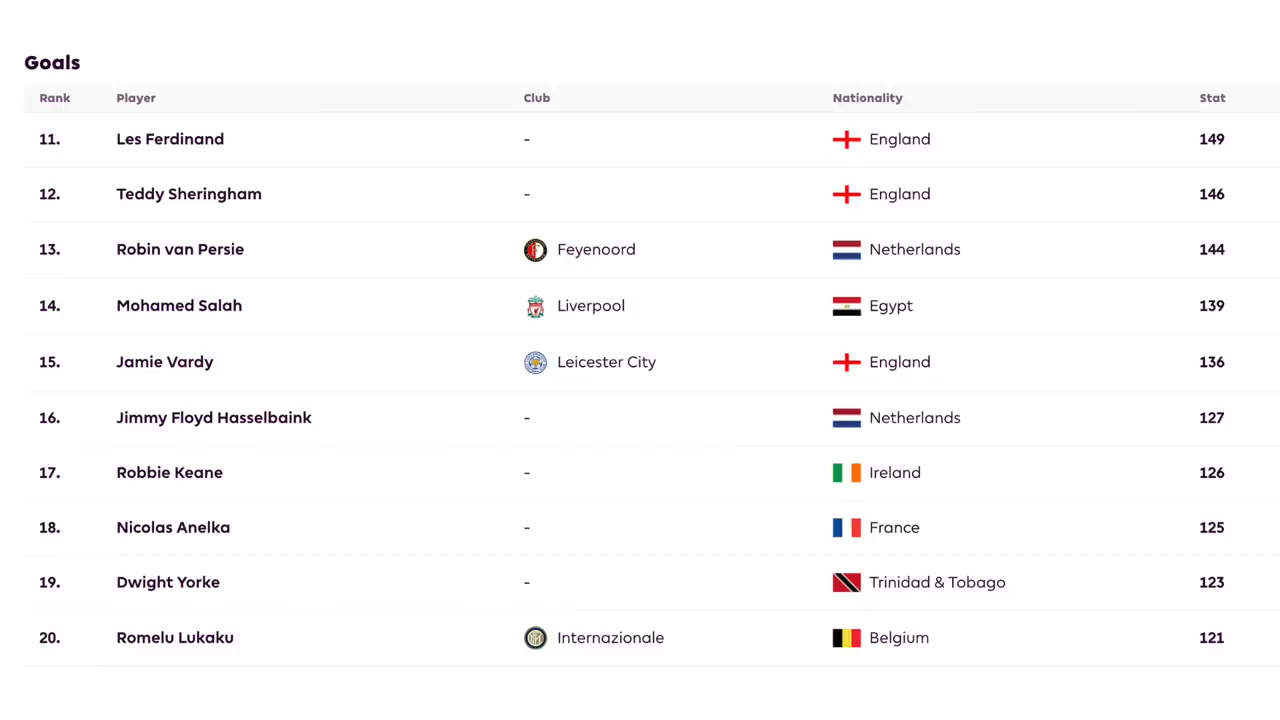 Goals
Rank Player Club Nationality Stat
11. Les Ferdinand - England 149
12. Teddy Sheringham - England 146
13. Robin van Persie Feyenoord Netherlands 144
14. Mohamed Salah Liverpool Egypt 139
15. Jamie Vardy Leicester City England 136
16. Jimmy Floyd Hasselbaink - Netherlands 127
17. Robbie Keane - Ireland 126
18. Nicolas Anelka - France 125
19. Dwight Yorke - Trinidad & Tobago 123
20. Romelu Lukaku Internazionale Belgium 121